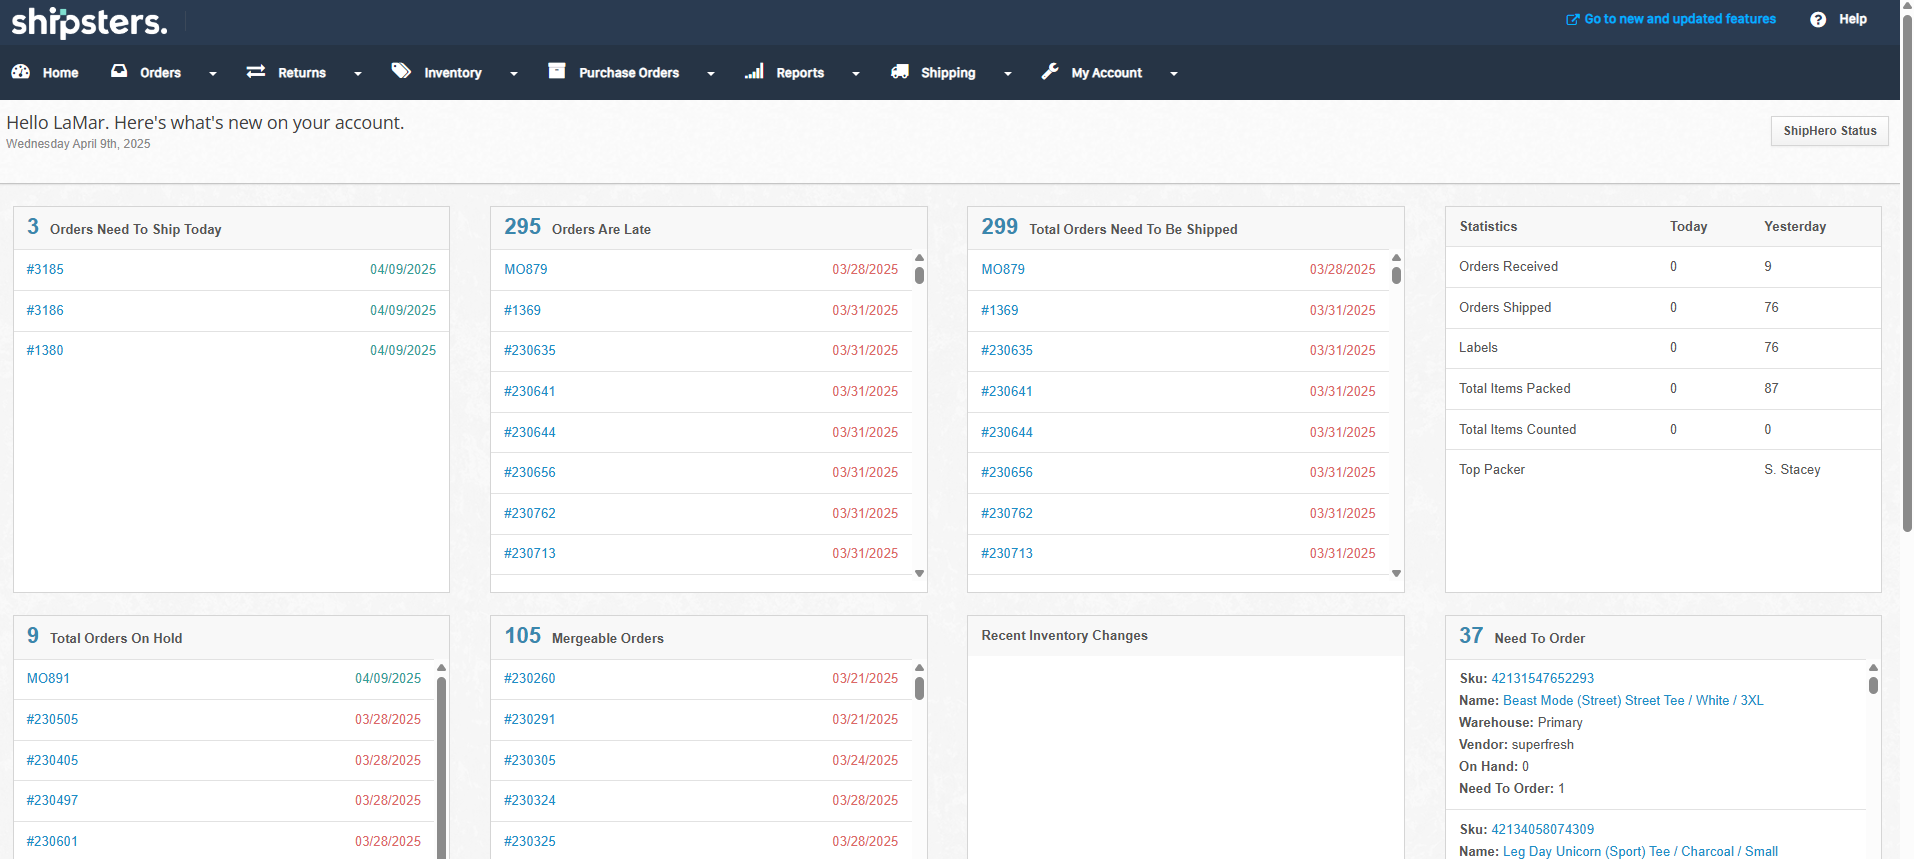 shipsters.
Go to new and updated features
Help
Home
Orders
Returns
Inventory
Purchase Orders
Reports
Shipping
My Account
Hello LaMar. Here's what's new on your account.
Wednesday April 9th, 2025
ShipHero Status
3 Orders Need To Ship Today
#3185 04/09/2025
#3186 04/09/2025
#1380 04/09/2025
295 Orders Are Late
MO879 03/28/2025
#1369 03/31/2025
#230635 03/31/2025
#230641 03/31/2025
#230644 03/31/2025
#230656 03/31/2025
#230762 03/31/2025
#230713 03/31/2025
299 Total Orders Need To Be Shipped
MO879 03/28/2025
#1369 03/31/2025
#230635 03/31/2025
#230641 03/31/2025
#230644 03/31/2025
#230656 03/31/2025
#230762 03/31/2025
#230713 03/31/2025
Statistics Today Yesterday
Orders Received 0 9
Orders Shipped 0 76
Labels 0 76
Total Items Packed 0 87
Total Items Counted 0 0
Top Packer S. Stacey
9 Total Orders On Hold
MO891 04/09/2025
#230505 03/28/2025
#230405 03/28/2025
#230497 03/28/2025
#230601 03/28/2025
105 Mergeable Orders
#230260 03/21/2025
#230291 03/21/2025
#230305 03/24/2025
#230324 03/28/2025
#230325 03/28/2025
Recent Inventory Changes
37 Need To Order
Sku: 42131547652293
Name: Beast Mode (Street) Street Tee / White / 3XL
Warehouse: Primary
Vendor: superfresh
On Hand: 0
Need To Order: 1
Sku: 42134058074309
Name: Leg Day Unicorn (Sport) Tee / Charcoal / Small